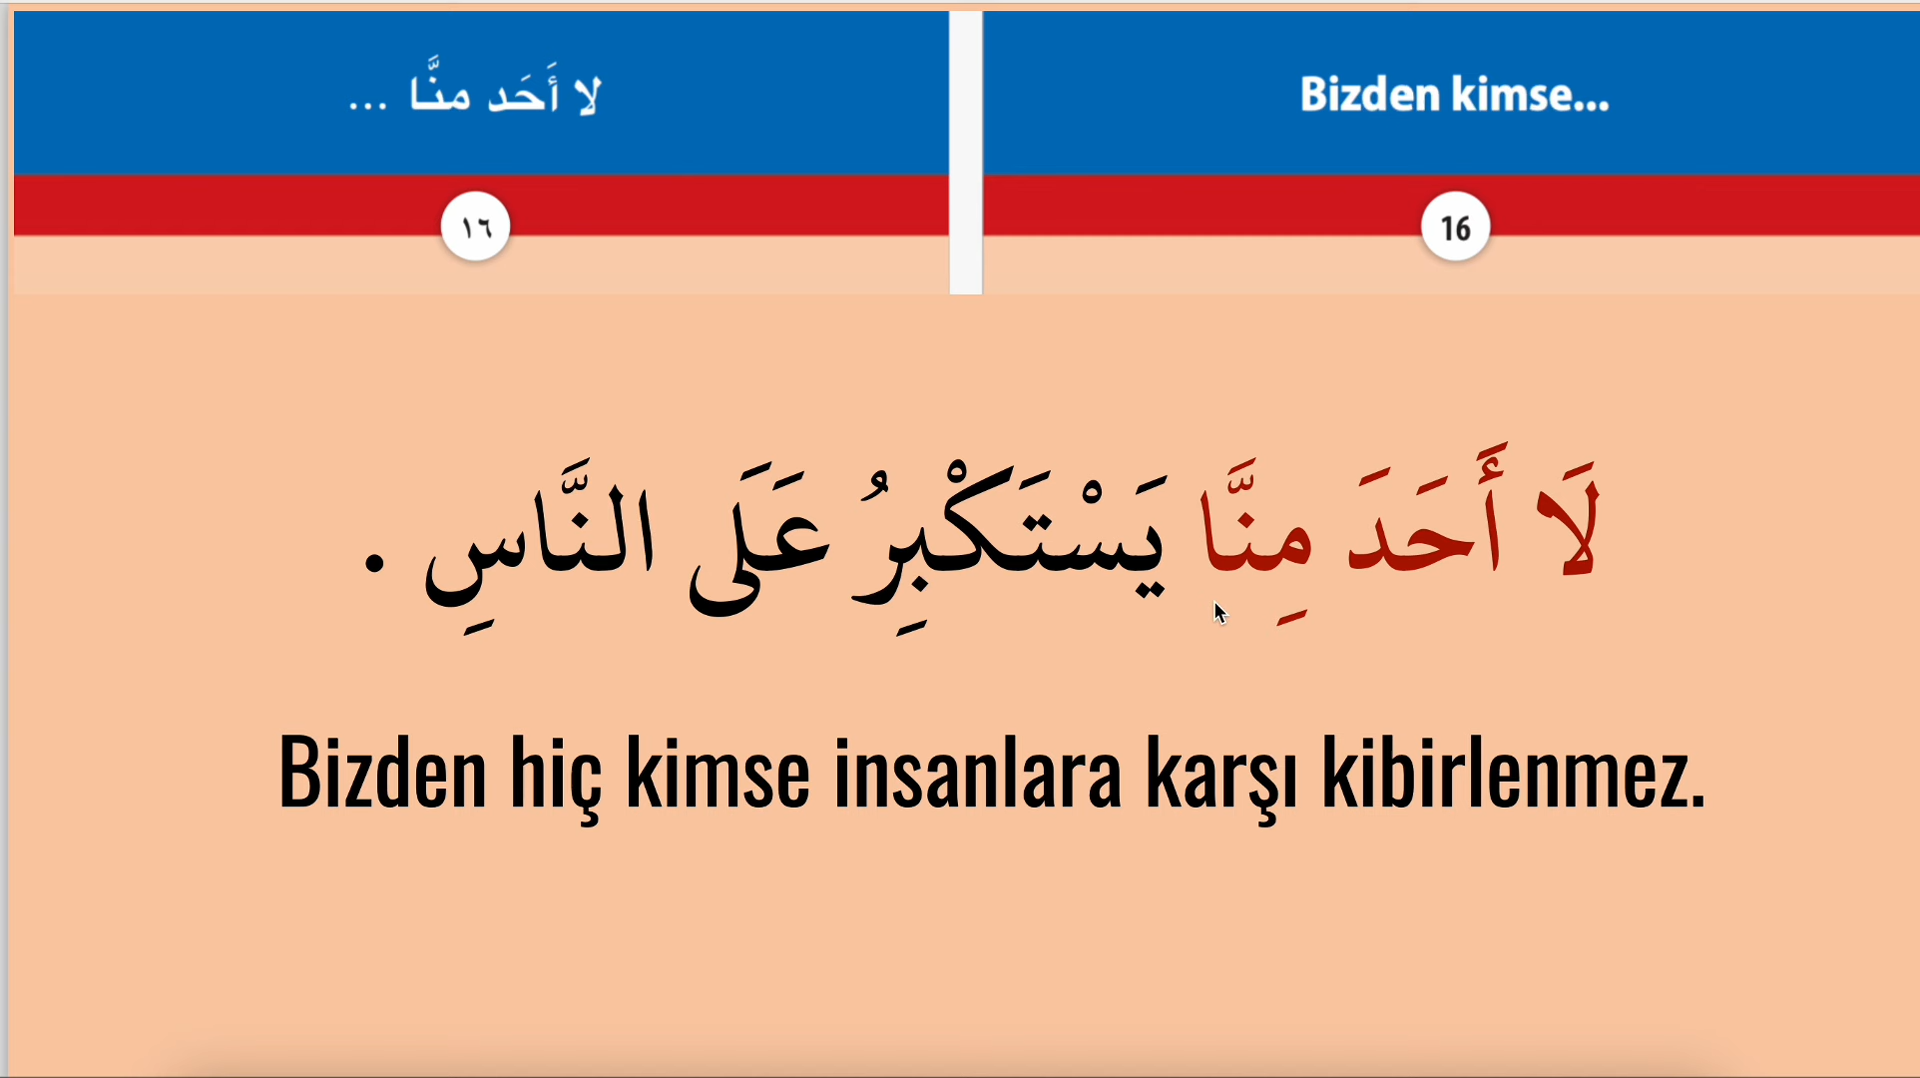 لا أَحَد منَّا ...
Bizden kimse...
١٦
16
لَا أَحَدَ مِنَّا يَسْتَكْبِرُ عَلَى النَّاسِ .
Bizden hiç kimse insanlara karşı kibirlenmez.